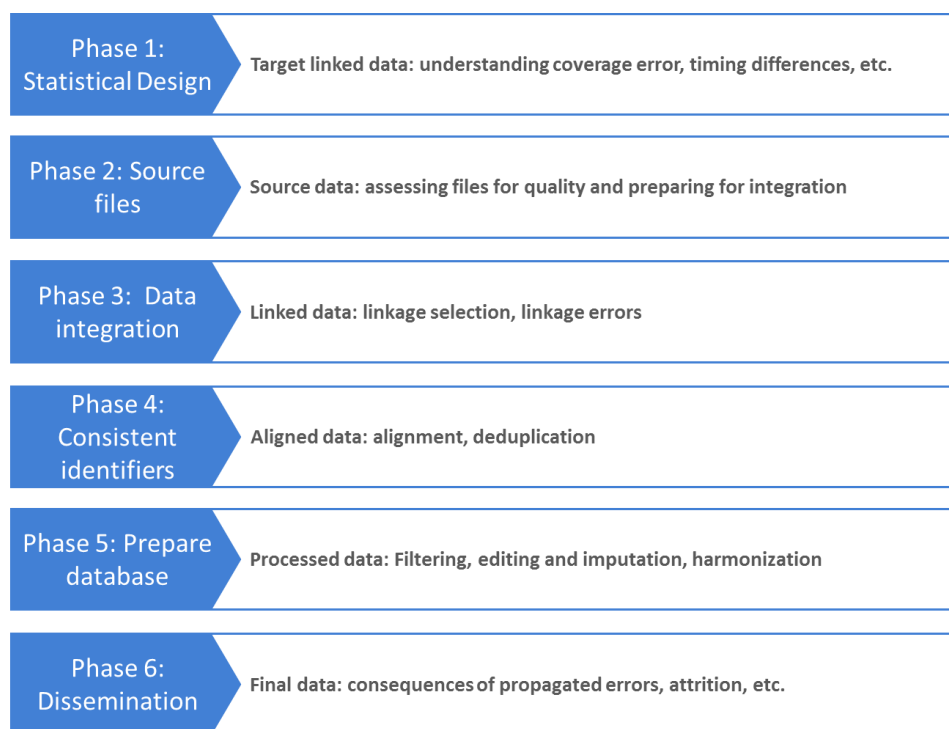 Phase 1:
Statistical Design
Target linked data: understanding coverage error, timing differences, etc.
Phase 2: Source
files
Source data: assessing files for quality and preparing for integration
Phase 3:  Data
integration
Linked data: linkage selection, linkage errors
Phase 4:
Consistent
identifiers
Aligned data: alignment, deduplication
Phase 5: Prepare
database
Processed data: Filtering, editing and imputation, harmonization
Phase 6:
Dissemination
Final data: consequences of propagated errors, attrition, etc.